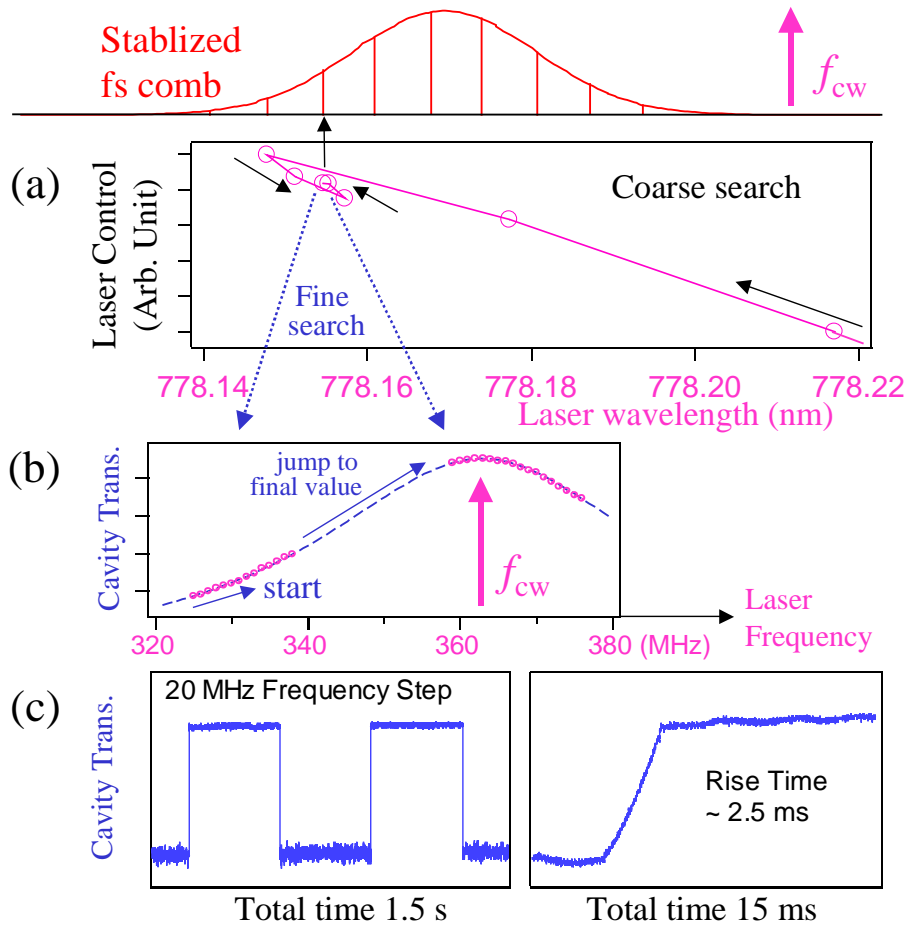 Stablized
fs comb
f cw
(a)
Laser Control
(Arb. Unit)
Coarse search
Fine
search
778.14 778.16 778.18 778.20 778.22
Laser wavelength (nm)
(b)
Cavity Trans.
jump to
final value
start
f cw
320 340 360 380 (MHz)
Laser
Frequency
(c)
Cavity Trans.
20 MHz Frequency Step
Rise Time
~ 2.5 ms
Total time 1.5 s
Total time 15 ms